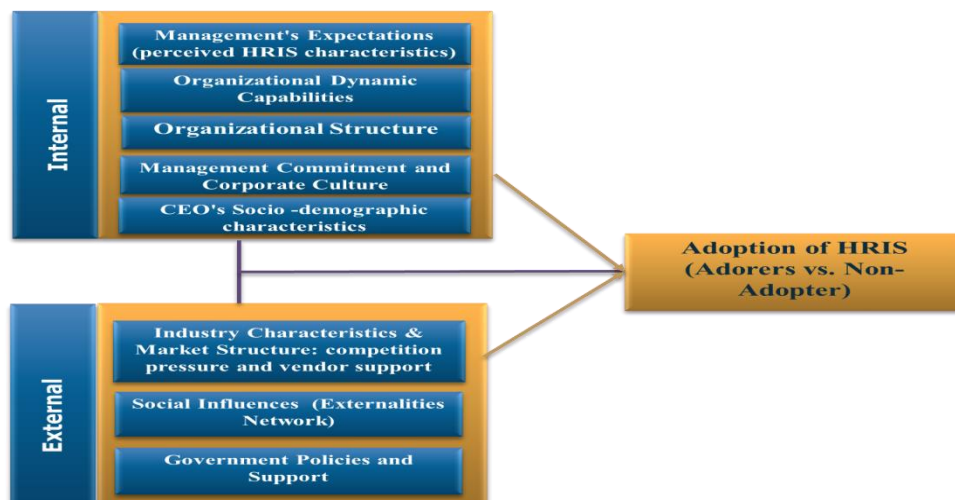 Internal
Management's Expectations
(perceived HRIS characteristics)
Organizational Dynamic
Capabilities
Organizational Structure
Management Commitment and
Corporate Culture
CEO's Socio -demographic
characteristics
Adoption of HRIS
(Adorers vs. Non-
Adopter)
External
Industry Characteristics &
Market Structure: competition
pressure and vendor support
Social Influences (Externalities
Network)
Government Policies and
Support